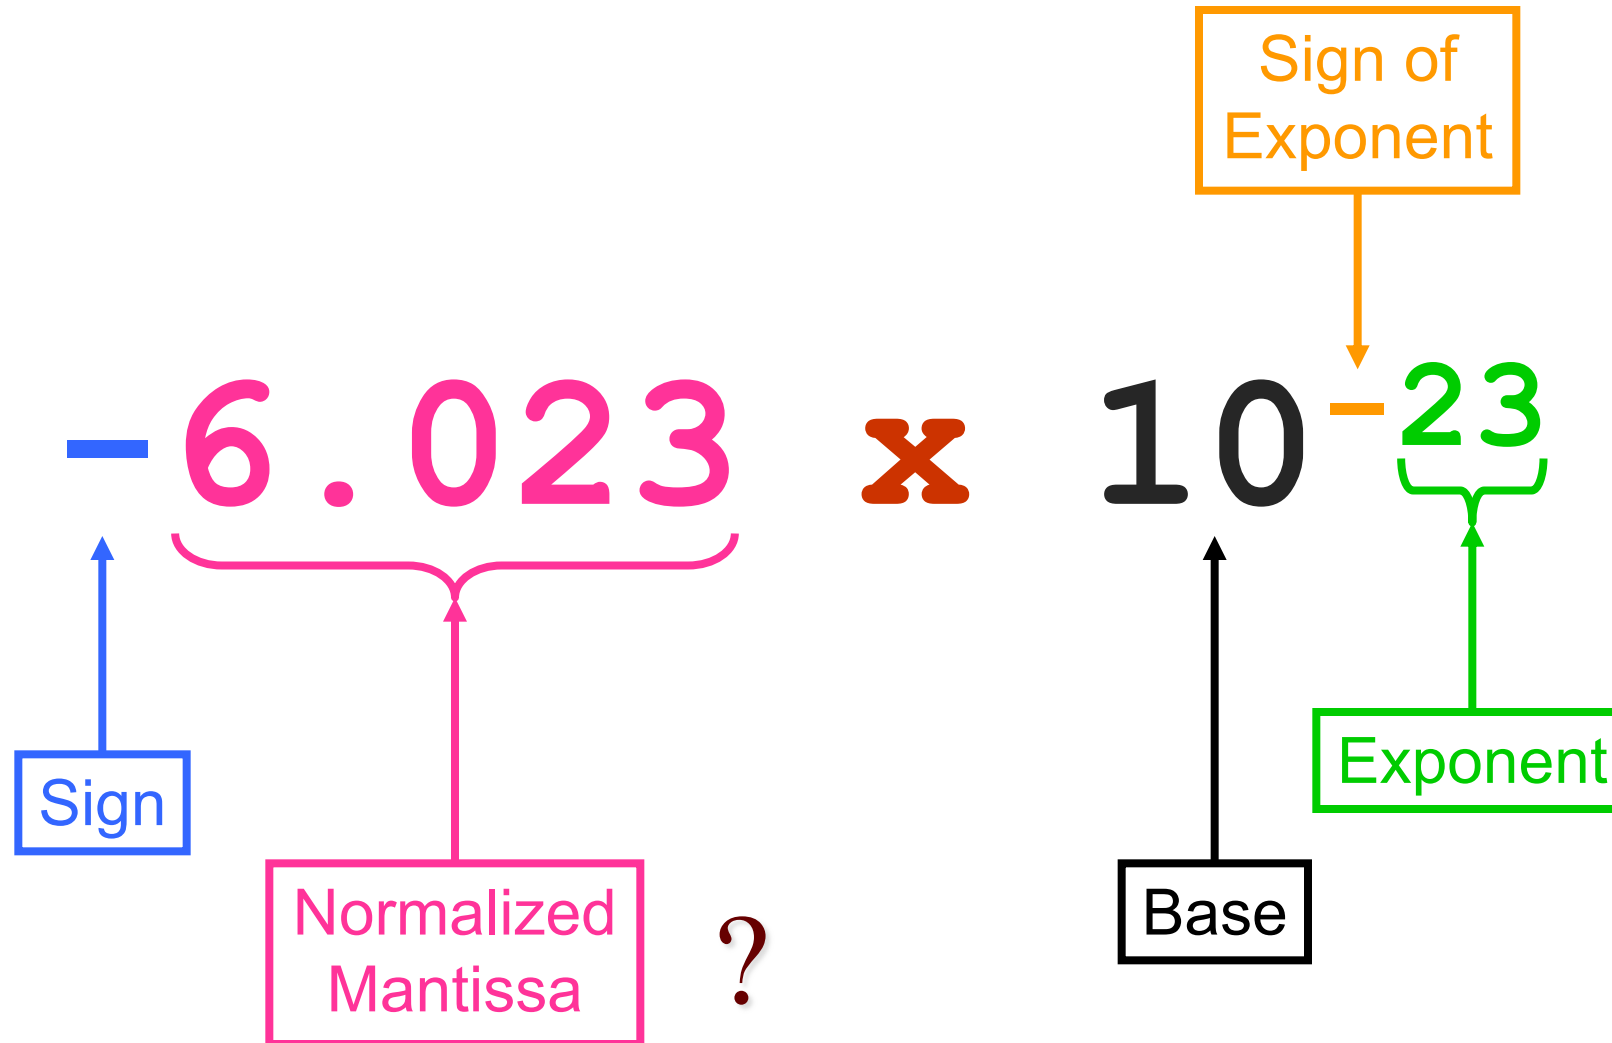 Sign of
Exponent
-6.023 x 10-23
Sign
Exponent
Normalized
Mantissa
?
Base